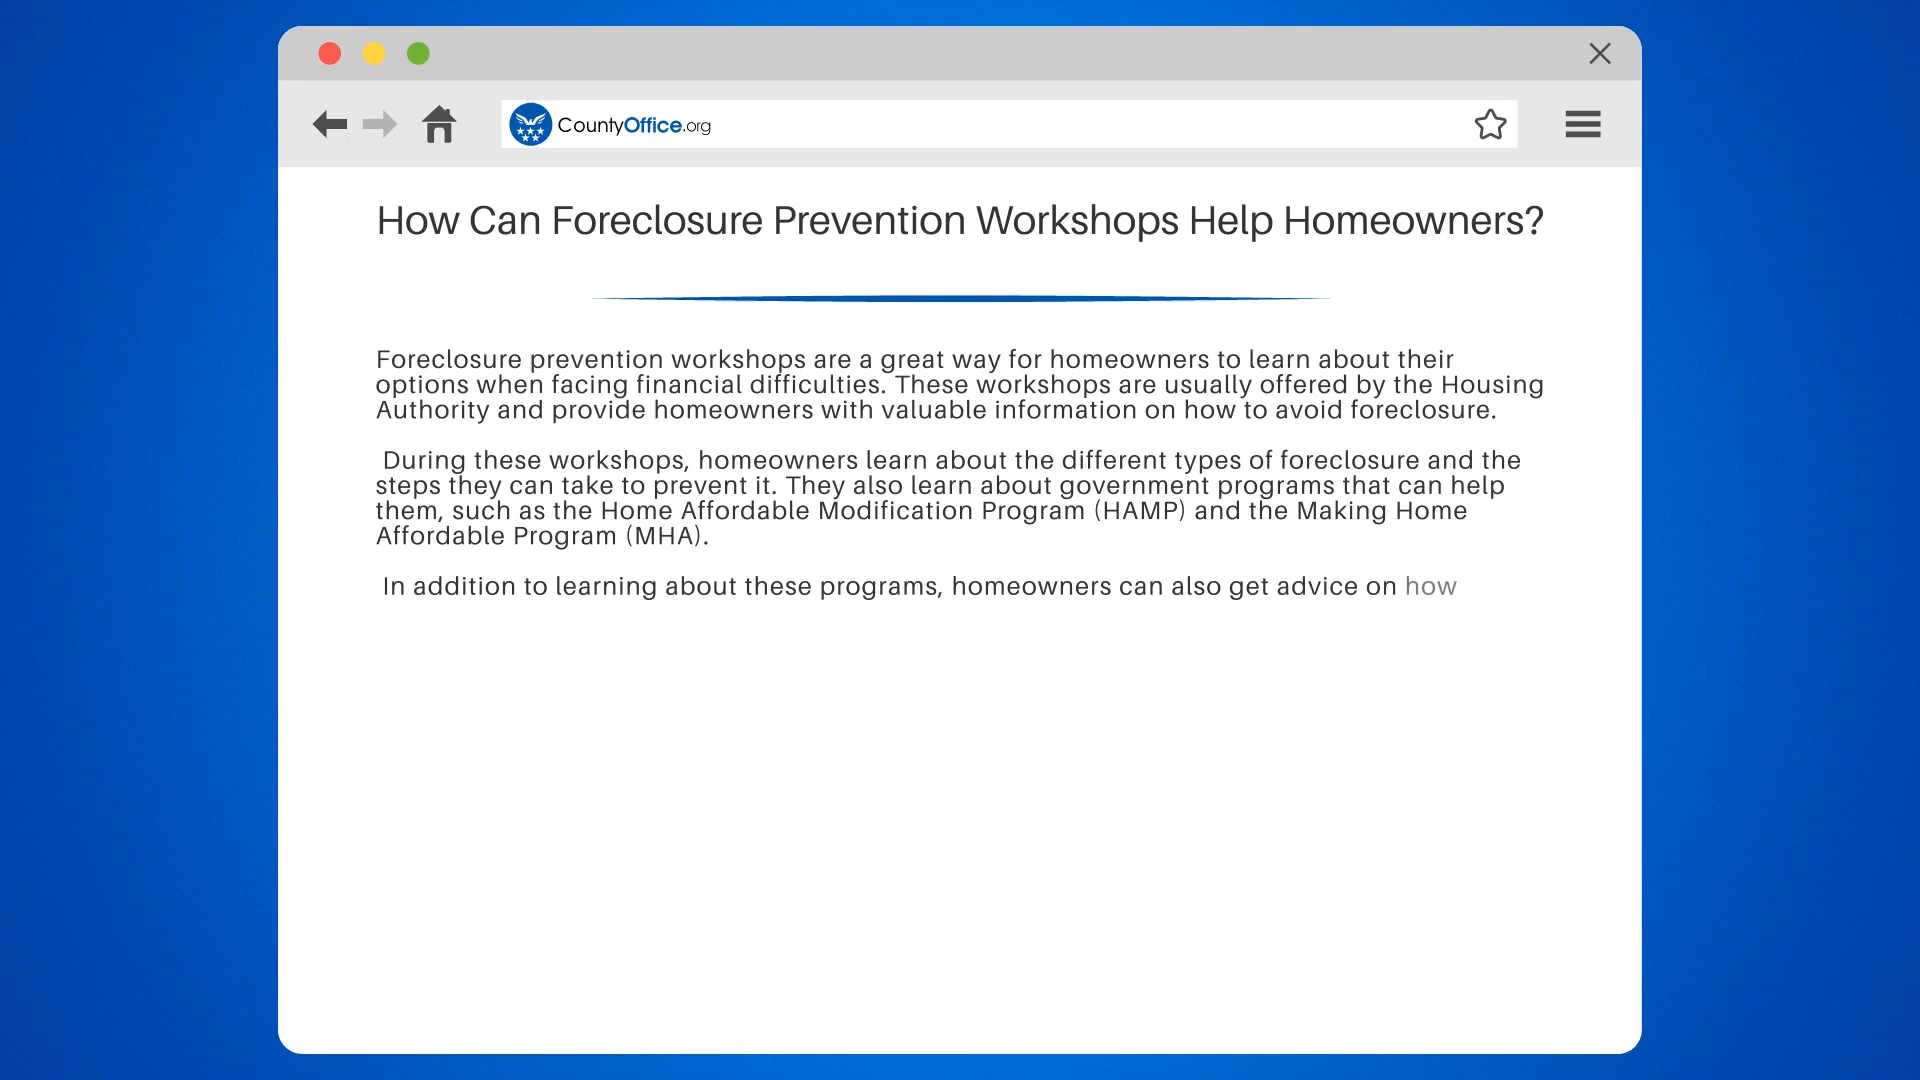 CountyOffice.org
How Can Foreclosure Prevention Workshops Help Homeowners?
Foreclosure prevention workshops are a great way for homeowners to learn about their
options when facing financial difficulties. These workshops are usually offered by the Housing
Authority and provide homeowners with valuable information on how to avoid foreclosure.
During these workshops, homeowners learn about the different types of foreclosure and the
steps they can take to prevent it. They also learn about government programs that can help
them, such as the Home Affordable Modification Program (HAMP) and the Making Home
Affordable Program (MHA).
In addition to learning about these programs, homeowners can also get advice on how